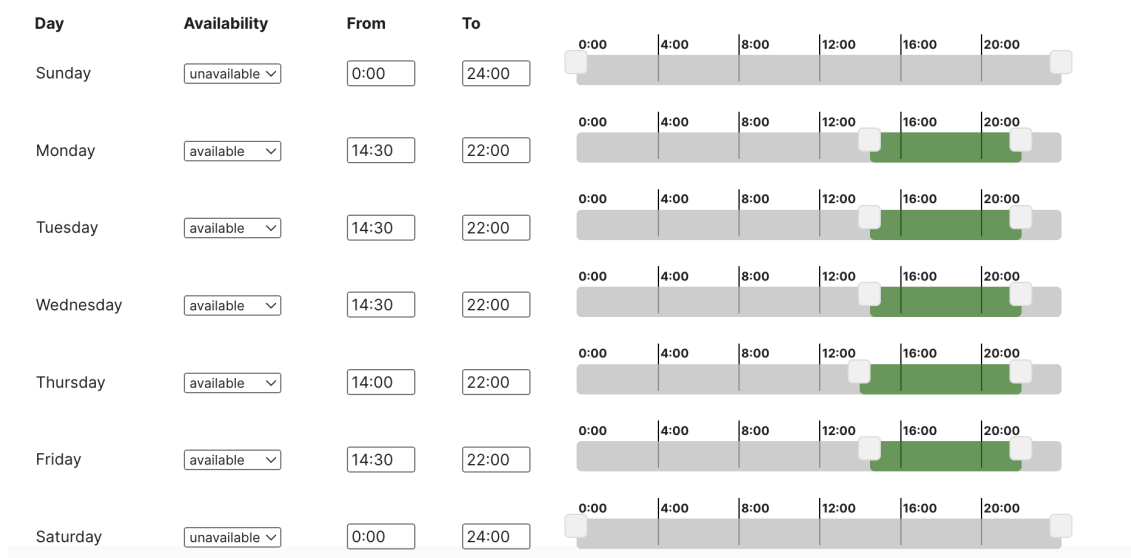 Day Availability From To
0:00 4:00 8:00 12:00 16:00 20:00
Sunday unavailable 0:00 24:00
0:00 4:00 8:00 12:00 16:00 20:00
Monday available 14:30 22:00
0:00 4:00 8:00 12:00 16:00 20:00
Tuesday available 14:30 22:00
0:00 4:00 8:00 12:00 16:00 20:00
Wednesday available 14:30 22:00
0:00 4:00 8:00 12:00 16:00 20:00
Thursday available 14:00 22:00
0:00 4:00 8:00 12:00 16:00 20:00
Friday available 14:30 22:00
0:00 4:00 8:00 12:00 16:00 20:00
Saturday unavailable 0:00 24:00